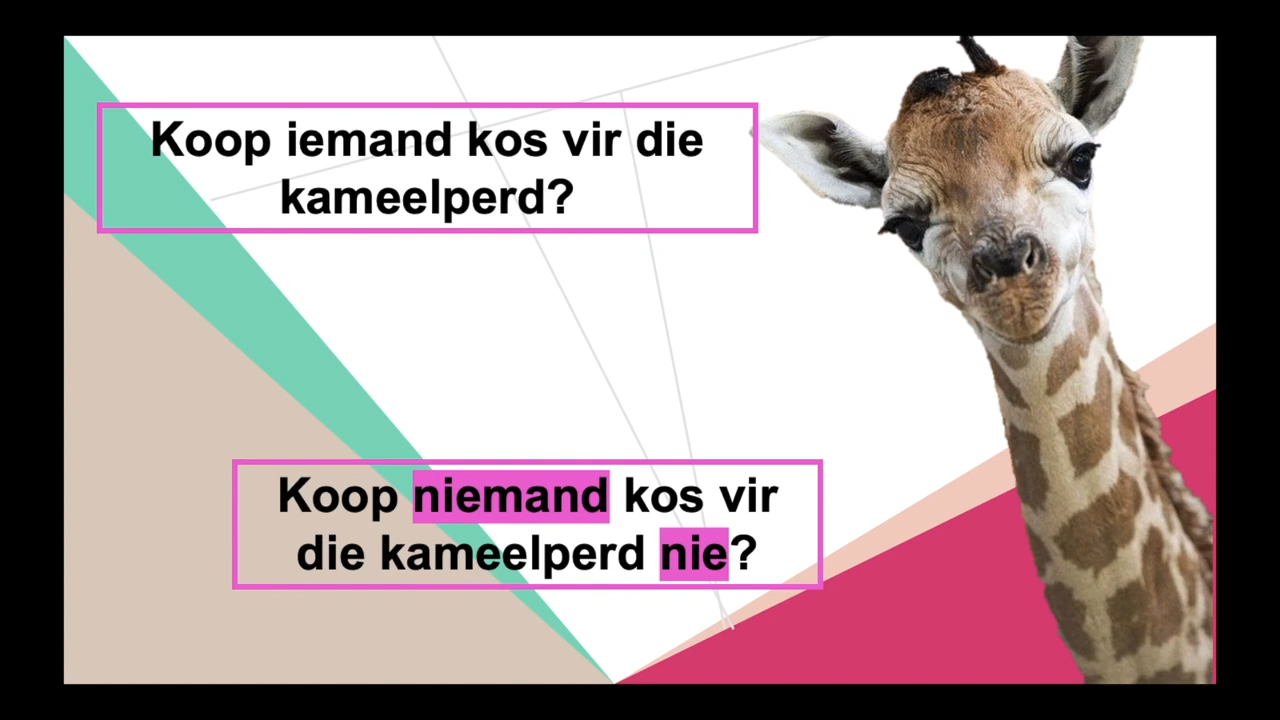 Koop iemand kos vir die
kameelperd?
Koop niemand kos vir
die kameelperd nie?